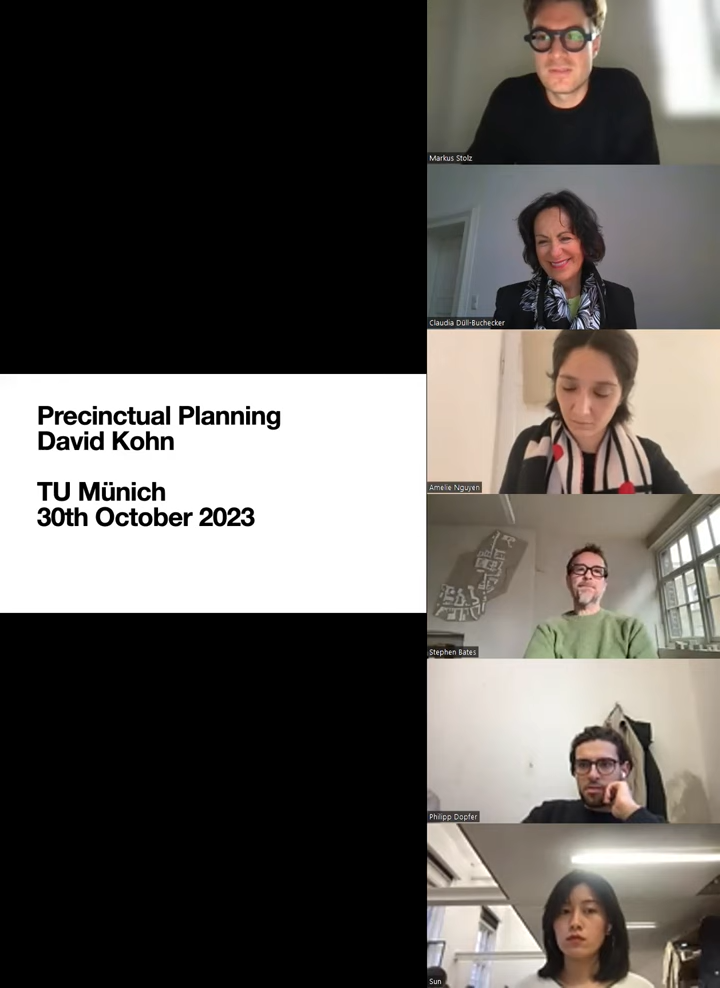 Precinctual Planning
David Kohn
TU Münich
30th October 2023
Markus Stolz
Claudia Düll-Buchecker
Amelie Nguyen
Stephen Bates
Philipp Dopfer
Sun